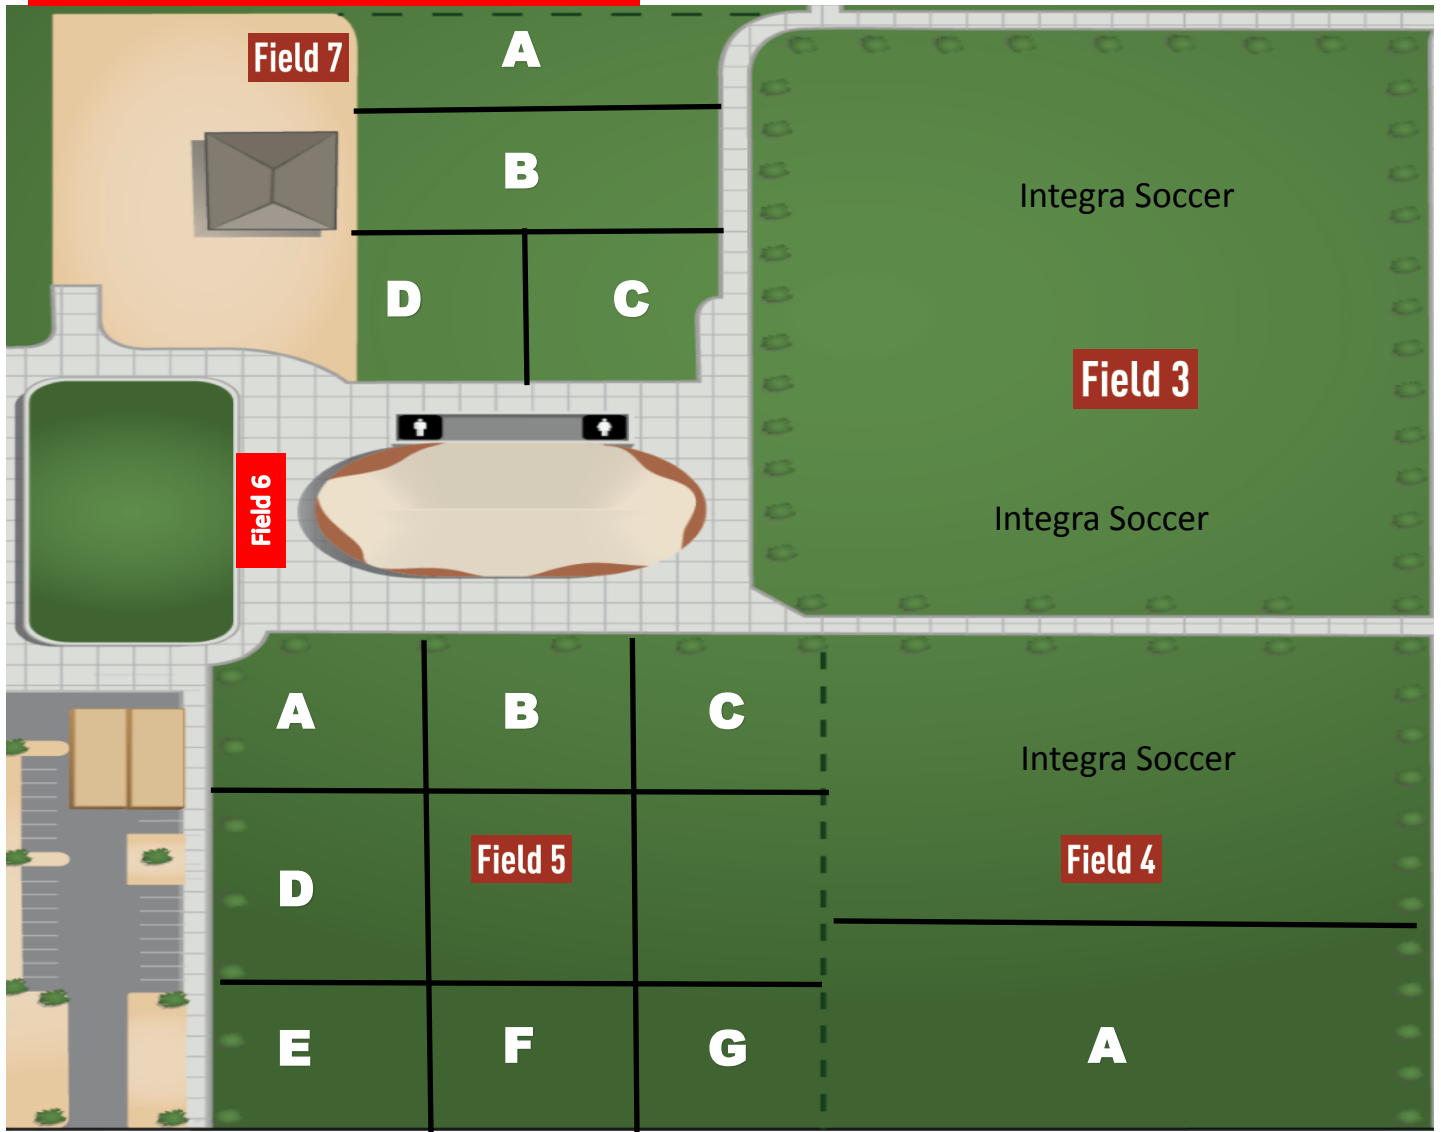 Field 7
A
B
D
C
Integra Soccer
Field 3
Integra Soccer
Field 6
A
B
C
Integra Soccer
D
Field 5
Field 4
E
F
G
A